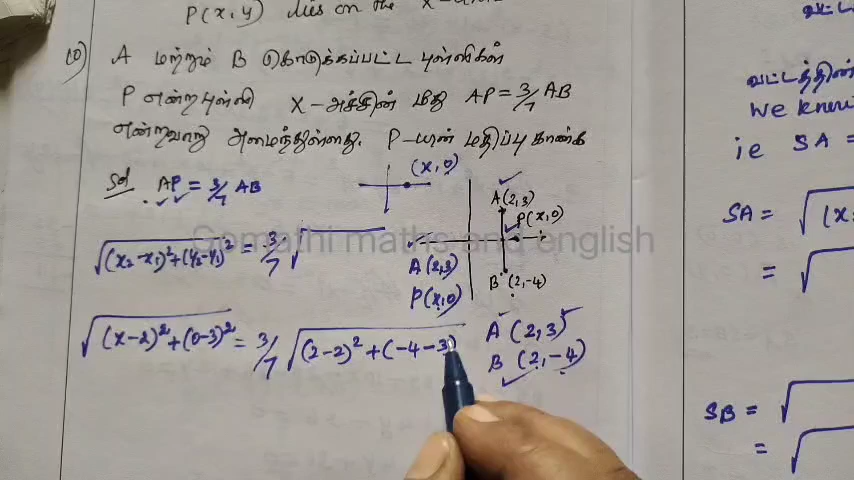 P(x,y) lies on the x-axis
10) A மற்றும் B கொடுக்கப்பட்ட புள்ளிகள்
P என்ற புள்ளி X-அச்சின் மீது AP = 3/7 AB
என்றவாறு அமைந்துள்ளது. P-யின் மதிப்பு காண்க
Sol AP = 3/7 AB
(x,0)
A(2,3)
P(x,0)
B (2,-4)
√(x₂-x₁)²+(y₂-y₁)² = 3/7 √
A(2,3)
P(x,0)
√(x-2)²+(0-3)² = 3/7 √(2-2)²+(-4-3)
A (2,3)
B (2,-4)
Gomathi maths and english
வட்டத்தின்
We know
ie SA =
SA = √(x
= √
SB = √
= √